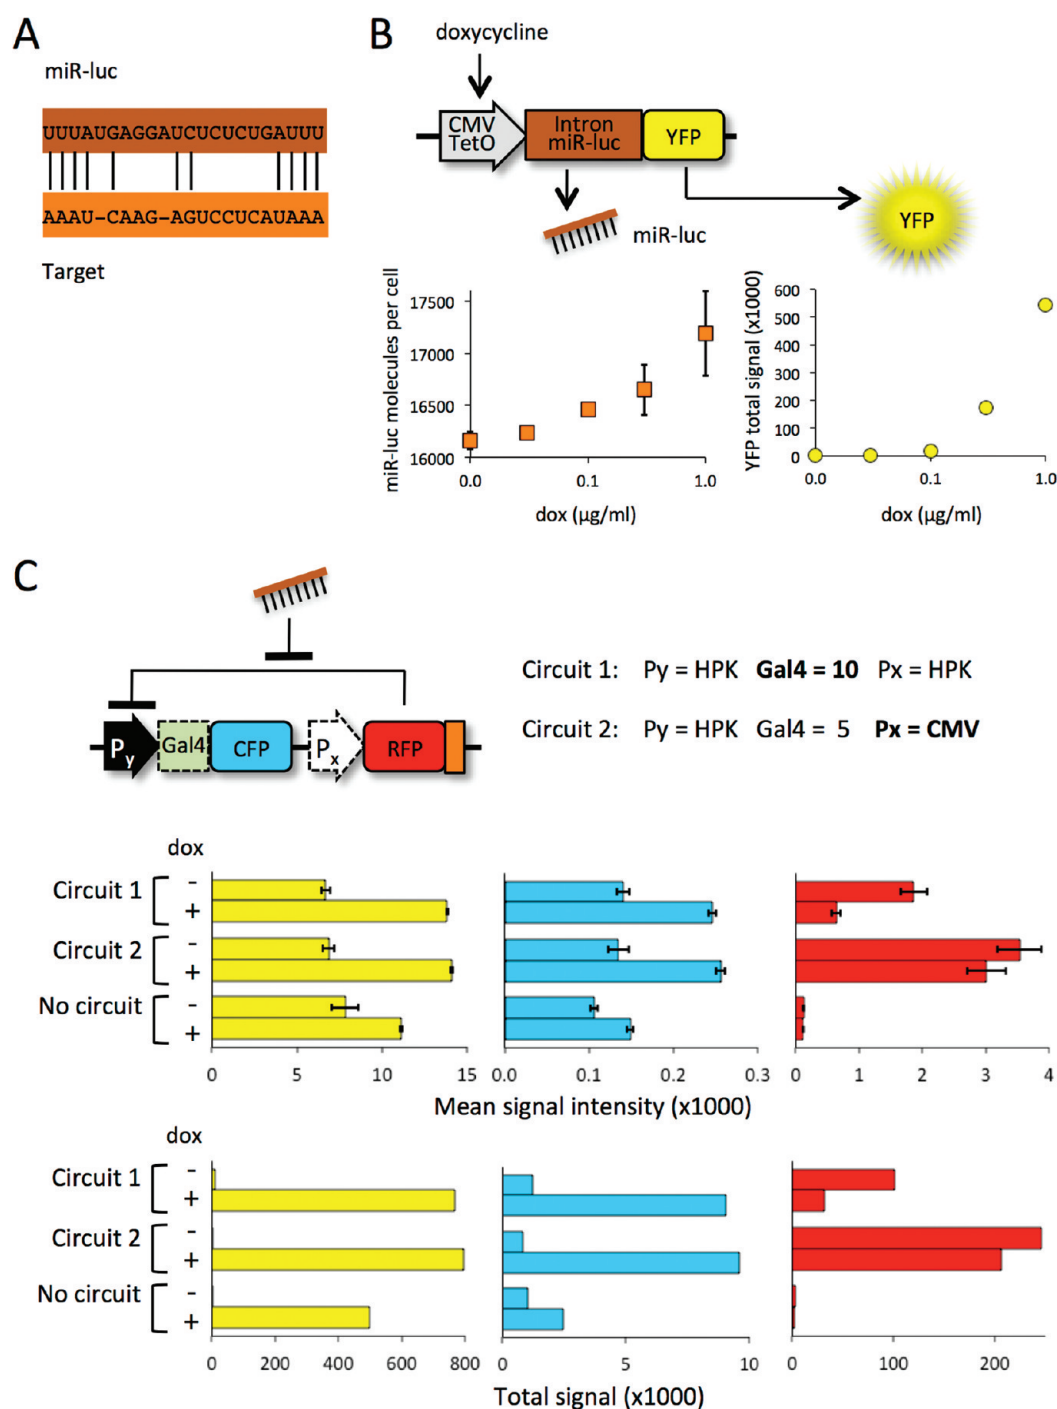 A
miR-luc
UUUAUGAGGAUCUCUCUGAUUU
AAAU-CAAG-AGUCCUCAUAAA
Target
B
doxycycline
CMV
TetO
Intron
miR-luc
YFP
miR-luc
YFP
miR-luc molecules per cell
17500
17000
16500
16000
0.0
0.1
1.0
dox (µg/ml)
YFP total signal (x1000)
600
500
400
300
200
100
0
0.0
0.1
1.0
dox (µg/ml)
C
Py
Gal4
CFP
Px
RFP
Circuit 1: Py = HPK Gal4 = 10 Px = HPK
Circuit 2: Py = HPK Gal4 = 5 Px = CMV
dox
Circuit 1 - +
Circuit 2 - +
No circuit - +
0 5 10 15
0.0 0.1 0.2 0.3
0 1 2 3 4
Mean signal intensity (x1000)
dox
Circuit 1 - +
Circuit 2 - +
No circuit - +
0 200 400 600 800
0 5 10
0 100 200
Total signal (x1000)